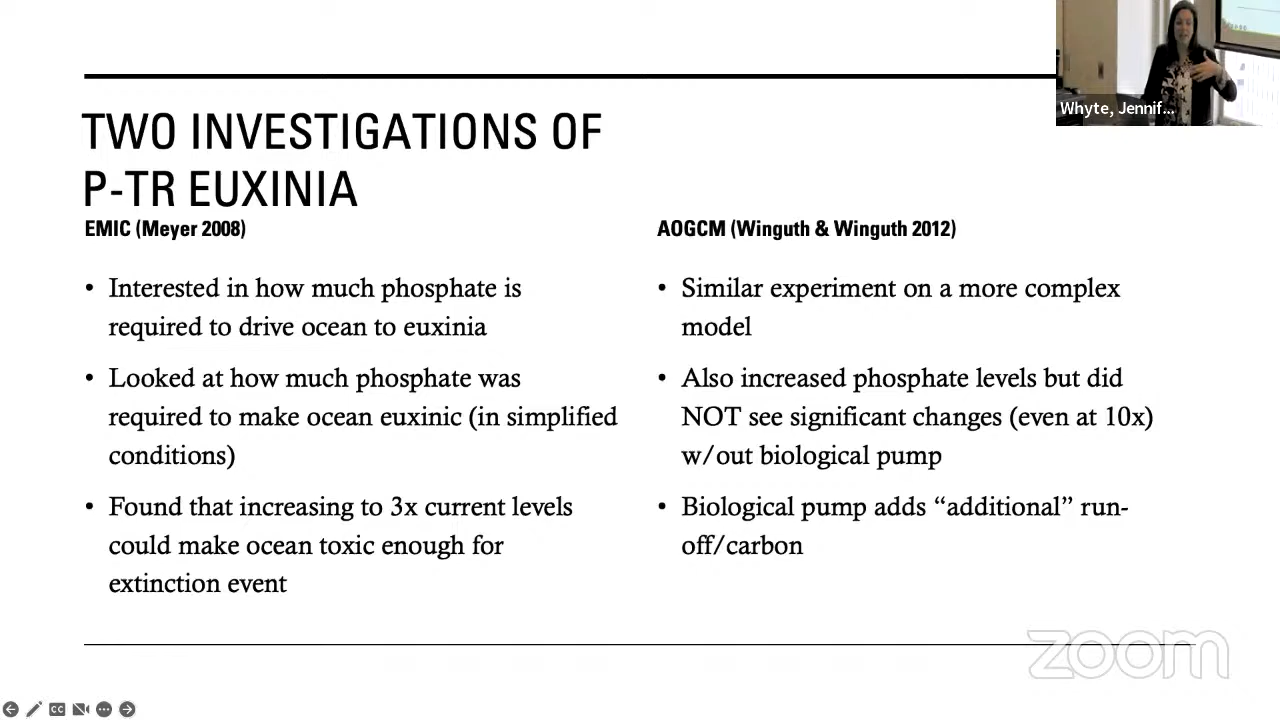 Whyte, Jennif...
TWO INVESTIGATIONS OF
P-TR EUXINIA
EMIC (Meyer 2008)
• Interested in how much phosphate is
required to drive ocean to euxinia
• Looked at how much phosphate was
required to make ocean euxinic (in simplified
conditions)
• Found that increasing to 3x current levels
could make ocean toxic enough for
extinction event
AOGCM (Winguth & Winguth 2012)
• Similar experiment on a more complex
model
• Also increased phosphate levels but did
NOT see significant changes (even at 10x)
w/out biological pump
• Biological pump adds “additional” run-
off/carbon
zoom
CC